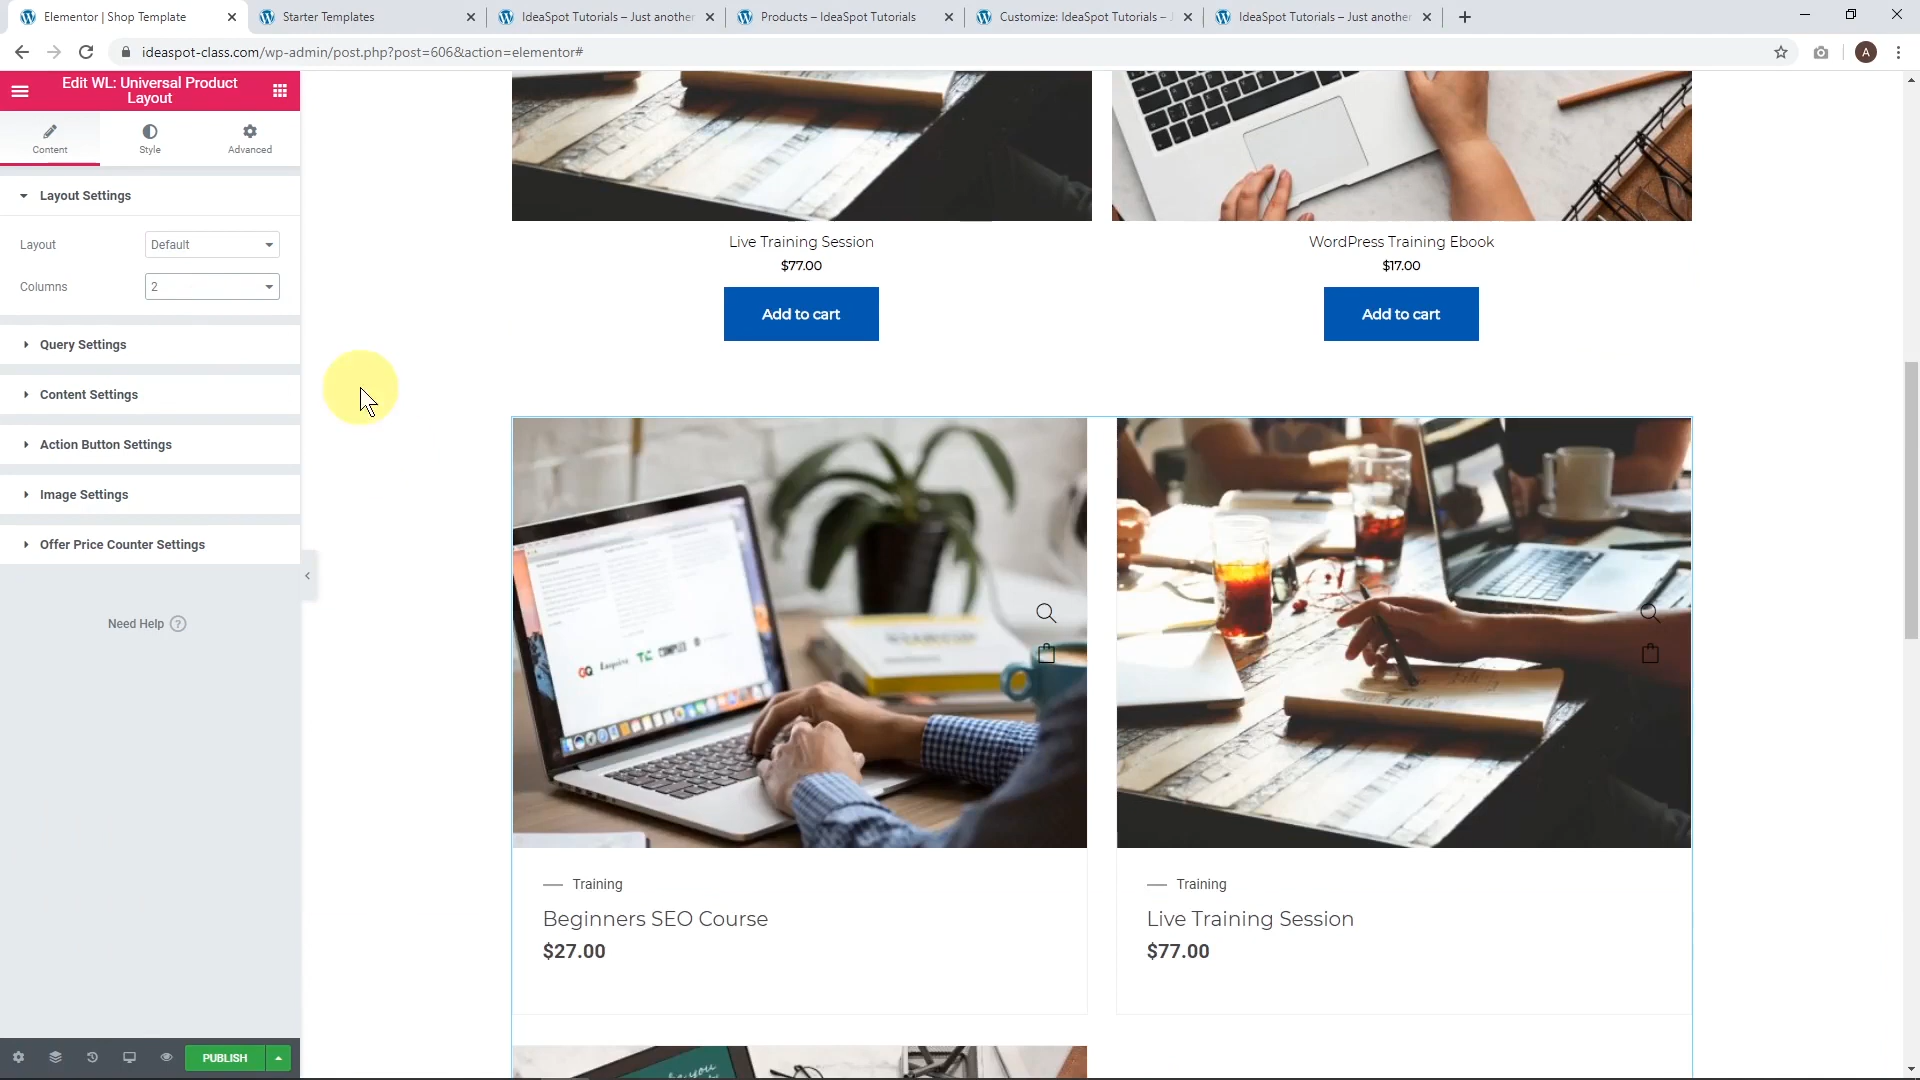 Elementor | Shop Template
Starter Templates
IdeaSpot Tutorials – Just another
Products – IdeaSpot Tutorials
Customize: IdeaSpot Tutorials –
IdeaSpot Tutorials – Just another
ideaspot-class.com/wp-admin/post.php?post=606&action=elementor#
A
Edit WL: Universal Product
Layout
Content
Style
Advanced
Layout Settings
Layout
Default
Columns
2
Query Settings
Content Settings
Action Button Settings
Image Settings
Offer Price Counter Settings
Need Help ?
PUBLISH
Live Training Session
$77.00
Add to cart
WordPress Training Ebook
$17.00
Add to cart
Training
Beginners SEO Course
$27.00
Training
Live Training Session
$77.00